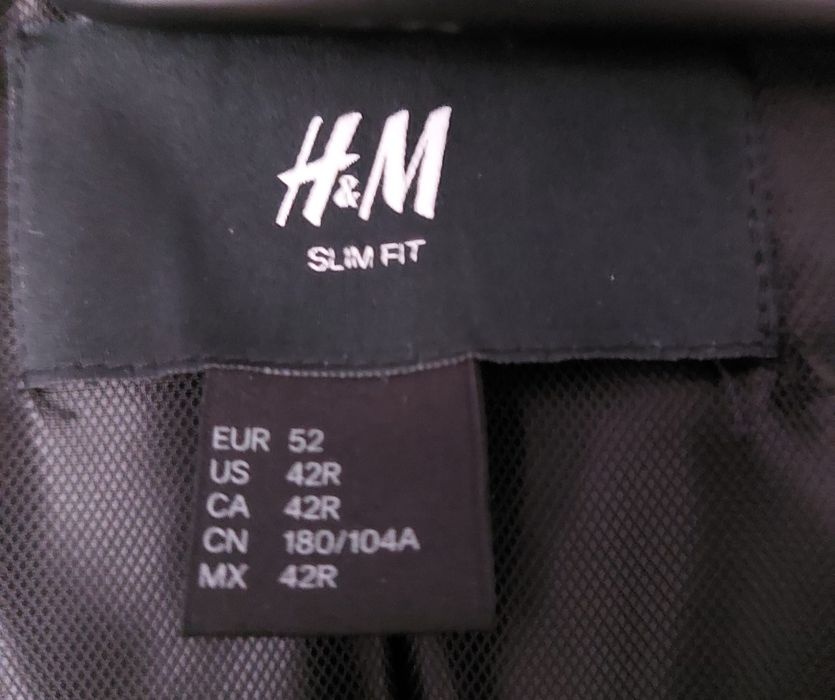 H&M
SLIM FIT
EUR 52
US 42R
CA 42R
CN 180/104A
MX 42R